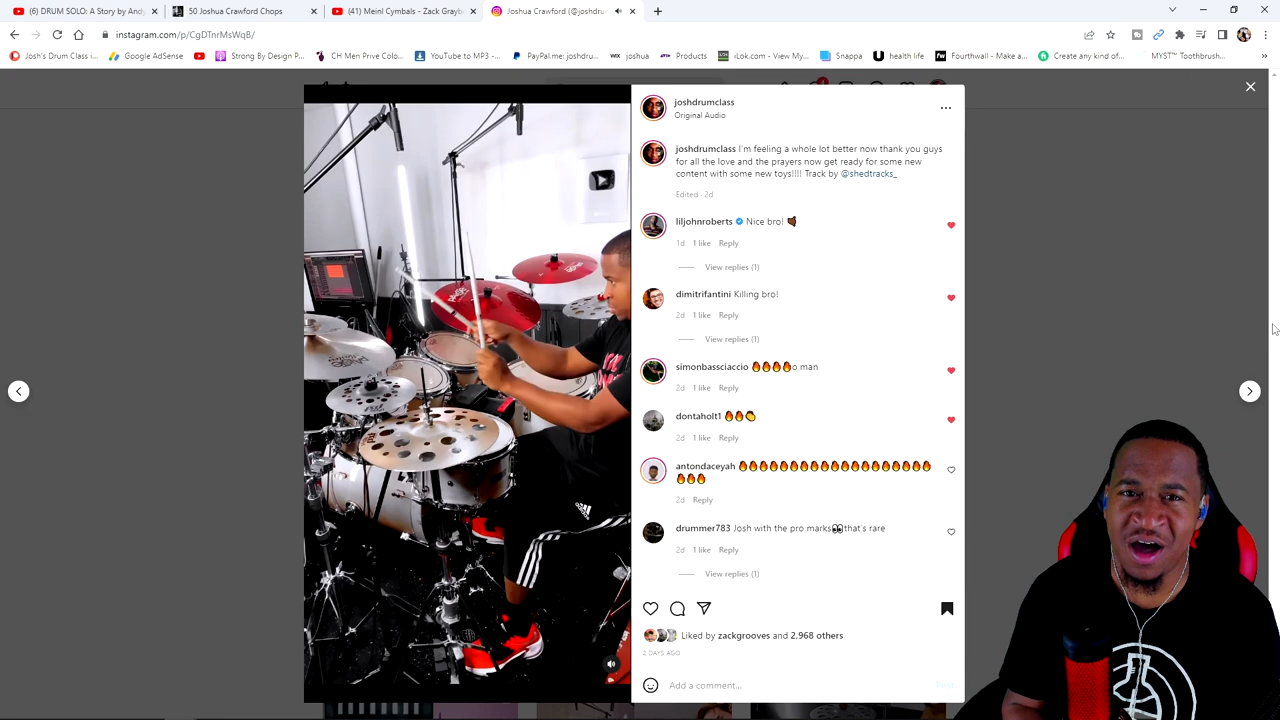 (6) DRUM SOLO: A Story by Andy
50 Joshua Crawford Chops
(41) Meinl Cymbals - Zack Grayb
Joshua Crawford (@joshdru
instagram.com/p/CgDTnrMsWqB/
Josh's Drum Class i...
Google AdSense
Strong By Design P...
CH Men Prive Colo...
YouTube to MP3 -...
PayPal.me: joshdru...
WIX
joshua
Products
iLok.com - View My...
Snappa
health life
fw
Fourthwall - Make a...
Create any kind of...
MYST™ Toothbrush...
»
joshdrumclass
Original Audio
joshdrumclass I'm feeling a whole lot better now thank you guys
for all the love and the prayers now get ready for some new
content with some new toys!!!! Track by @shedtracks_
Edited · 2d
liljohnroberts Nice bro!
1d 1 like Reply
View replies (1)
dimitrifantini Killing bro!
2d 1 like Reply
View replies (1)
simonbassciaccio 🔥🔥🔥🔥o man
2d 1 like Reply
dontaholt1 🔥🔥👏
2d 1 like Reply
antondaceyah 🔥🔥🔥🔥🔥🔥🔥🔥🔥🔥🔥🔥🔥🔥🔥🔥🔥🔥🔥
🔥🔥🔥
2d Reply
drummer783 Josh with the pro marks👀that's rare
2d 1 like Reply
View replies (1)
Liked by zackgrooves and 2,968 others
2 DAYS AGO
Add a comment...
Post